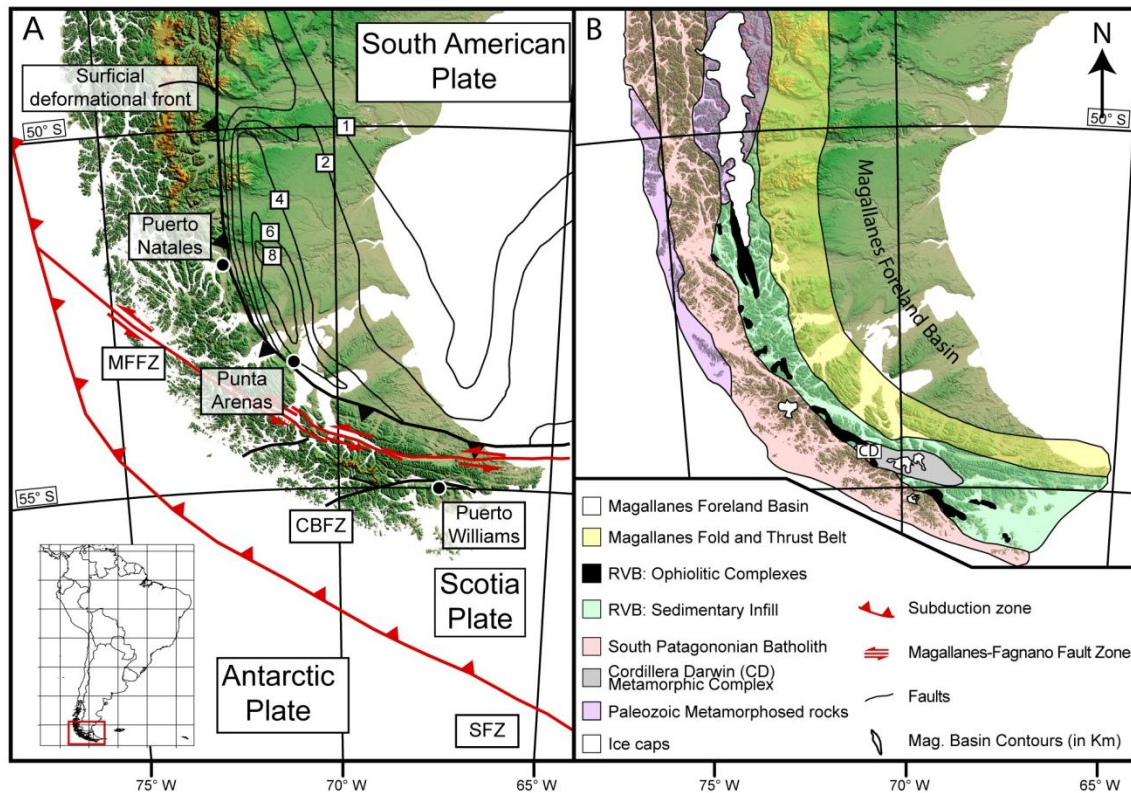 A
South American
Plate
Surficial
deformational front
50° S
1
2
4
6
8
Puerto
Natales
MFFZ
Punta
Arenas
55° S
CBFZ
Puerto
Williams
Scotia
Plate
Antarctic
Plate
SFZ
75° W
70° W
65° W
B
N
50° S
Magallanes Foreland Basin
CD
Magallanes Foreland Basin
Magallanes Fold and Thrust Belt
RVB: Ophiolitic Complexes
RVB: Sedimentary Infill
South Patagononian Batholith
Cordillera Darwin (CD)
Metamorphic Complex
Paleozoic Metamorphosed rocks
Ice caps
Subduction zone
Magallanes-Fagnano Fault Zone
Faults
Mag. Basin Contours (in Km)
75° W
70° W
65° W